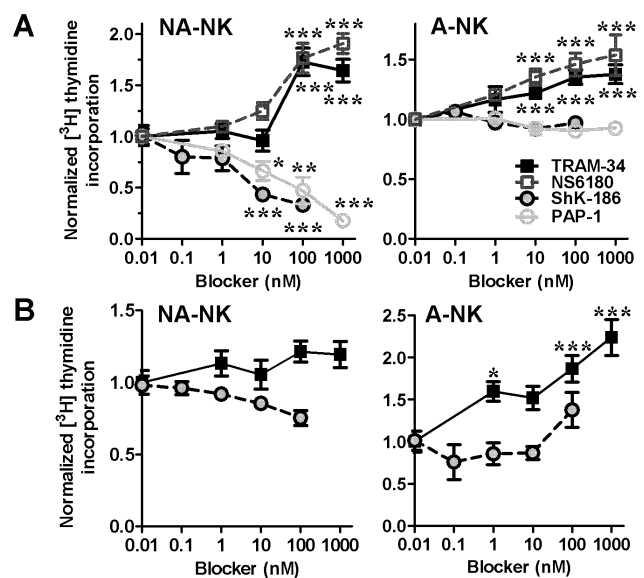 A
NA-NK
A-NK
Normalized [³H] thymidine
incorporation
2.0
1.5
1.0
0.5
0.0
*** *** *** *** * ** *** *** ***
0.01 0.1 1 10 100 1000
Blocker (nM)
1.5
1.0
0.5
0.0
*** *** *** *** *** ***
TRAM-34
NS6180
ShK-186
PAP-1
0.01 0.1 1 10 100 1000
Blocker (nM)
B
NA-NK
A-NK
Normalized [³H] thymidine
incorporation
1.5
1.0
0.5
0.0
0.01 0.1 1 10 100 1000
Blocker (nM)
2.5
2.0
1.5
1.0
0.5
0.0
* *** ***
0.01 0.1 1 10 100 1000
Blocker (nM)